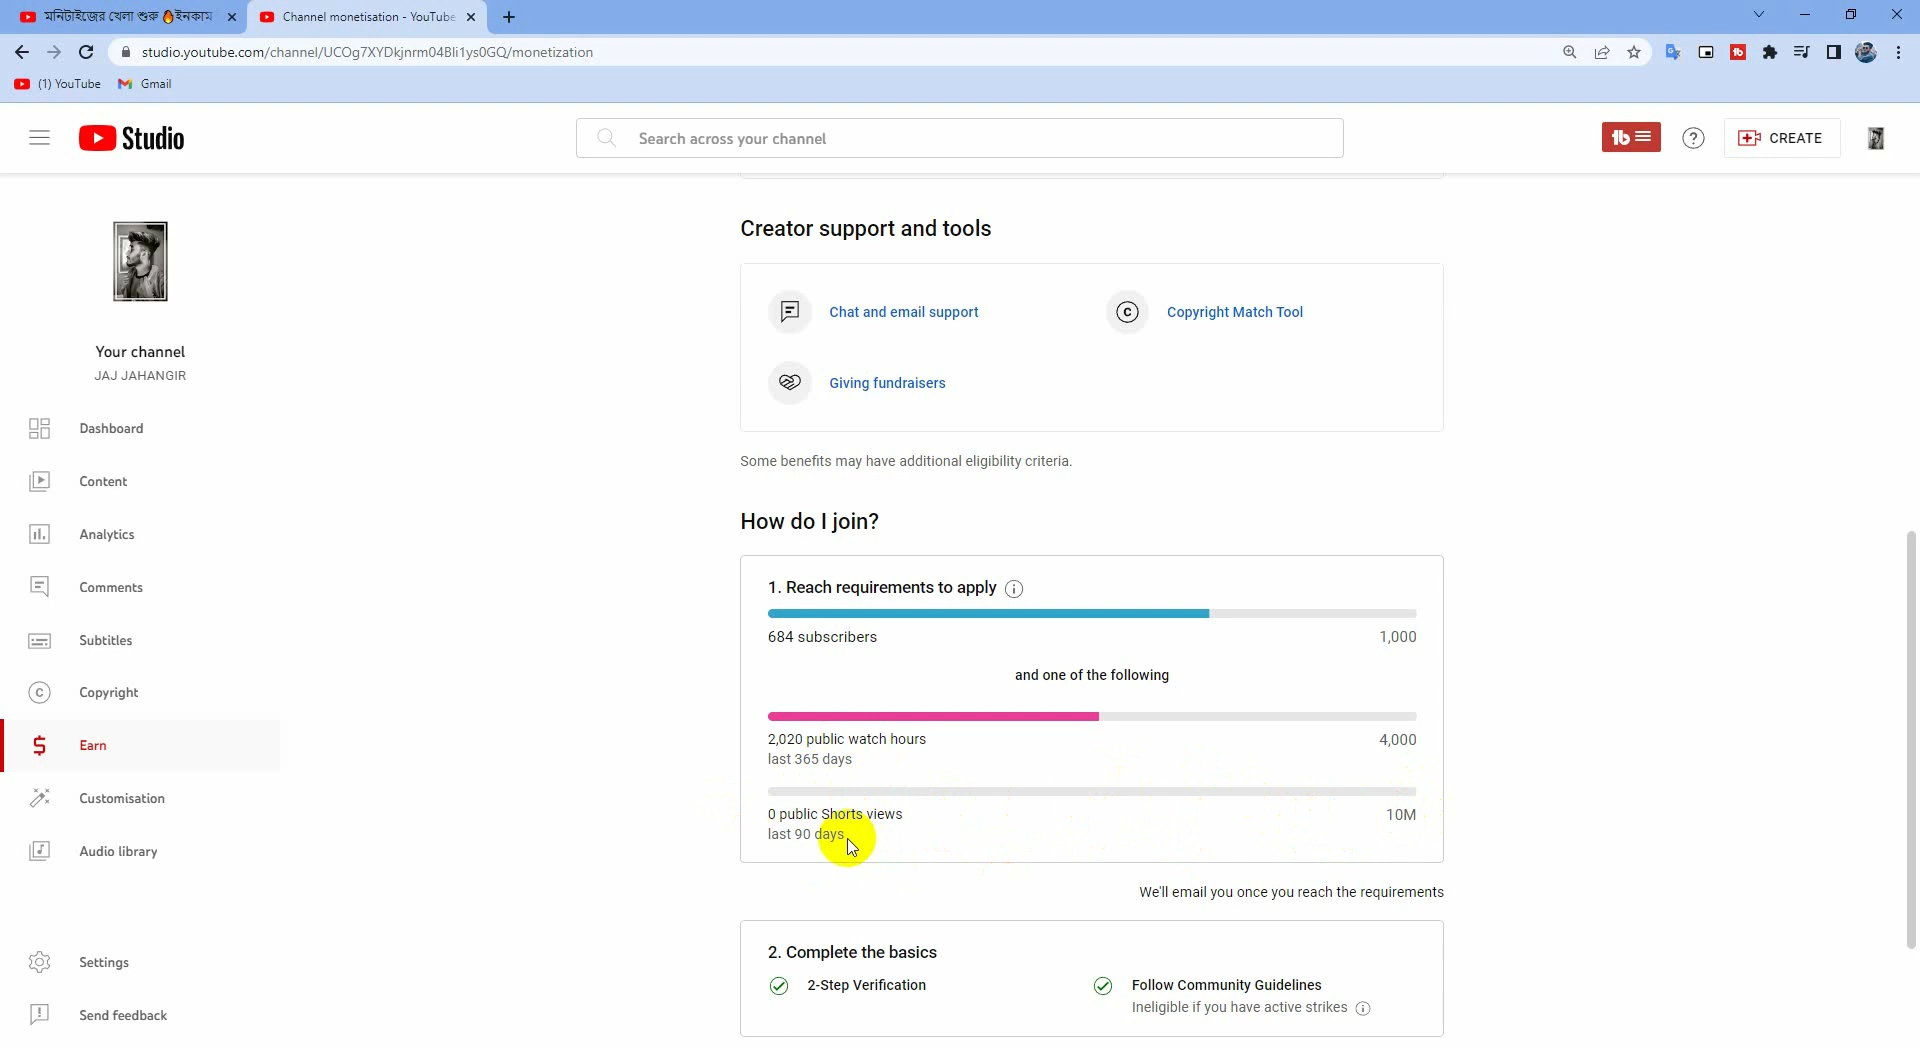 মনিটাইজের খেলা শুরু 🔥ইনকাম
Channel monetisation - YouTube
studio.youtube.com/channel/UCOg7XYDkjnrm04Bli1ys0GQ/monetization
(1) YouTube
Gmail
Studio
Search across your channel
CREATE
Creator support and tools
Chat and email support
Copyright Match Tool
Giving fundraisers
Some benefits may have additional eligibility criteria.
How do I join?
1. Reach requirements to apply
684 subscribers
1,000
and one of the following
2,020 public watch hours
4,000
last 365 days
0 public Shorts views
10M
last 90 days
We'll email you once you reach the requirements
2. Complete the basics
2-Step Verification
Follow Community Guidelines
Ineligible if you have active strikes
Your channel
JAJ JAHANGIR
Dashboard
Content
Analytics
Comments
Subtitles
Copyright
Earn
Customisation
Audio library
Settings
Send feedback